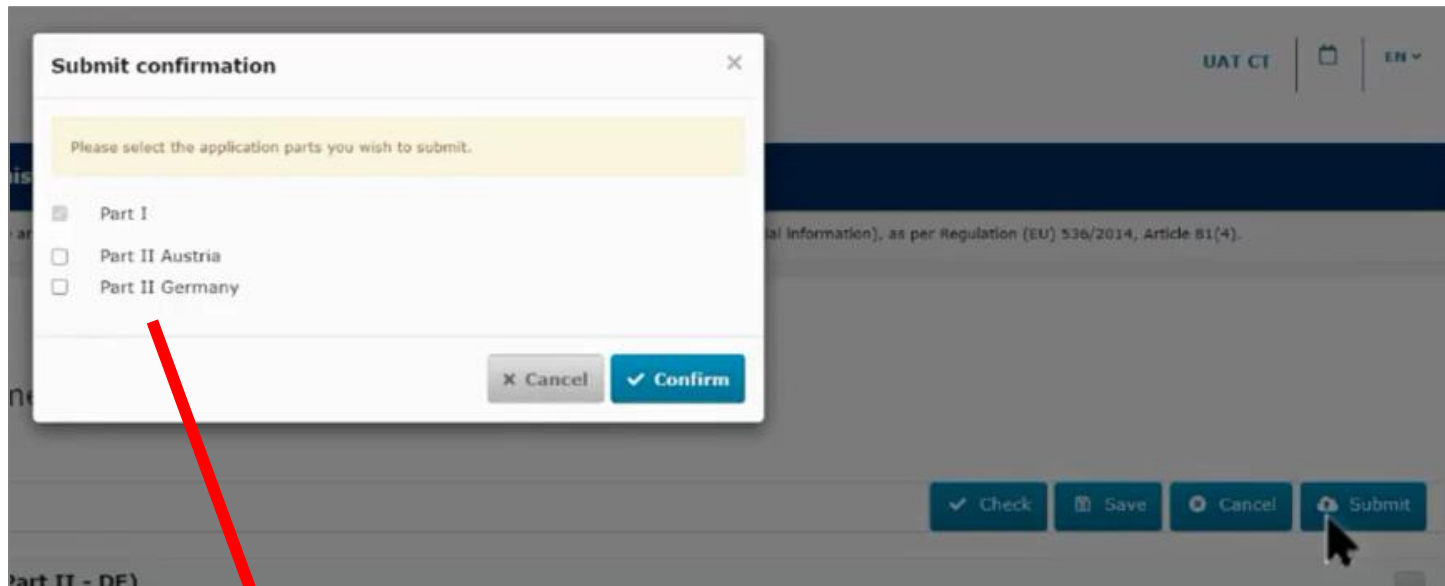 Submit confirmation
UAT CT
EN
Please select the application parts you wish to submit.
Part I
ial information), as per Regulation (EU) 536/2014, Article 81(4).
Part II Austria
Part II Germany
Cancel
Confirm
Check
Save
Cancel
Submit
Part II - DE)